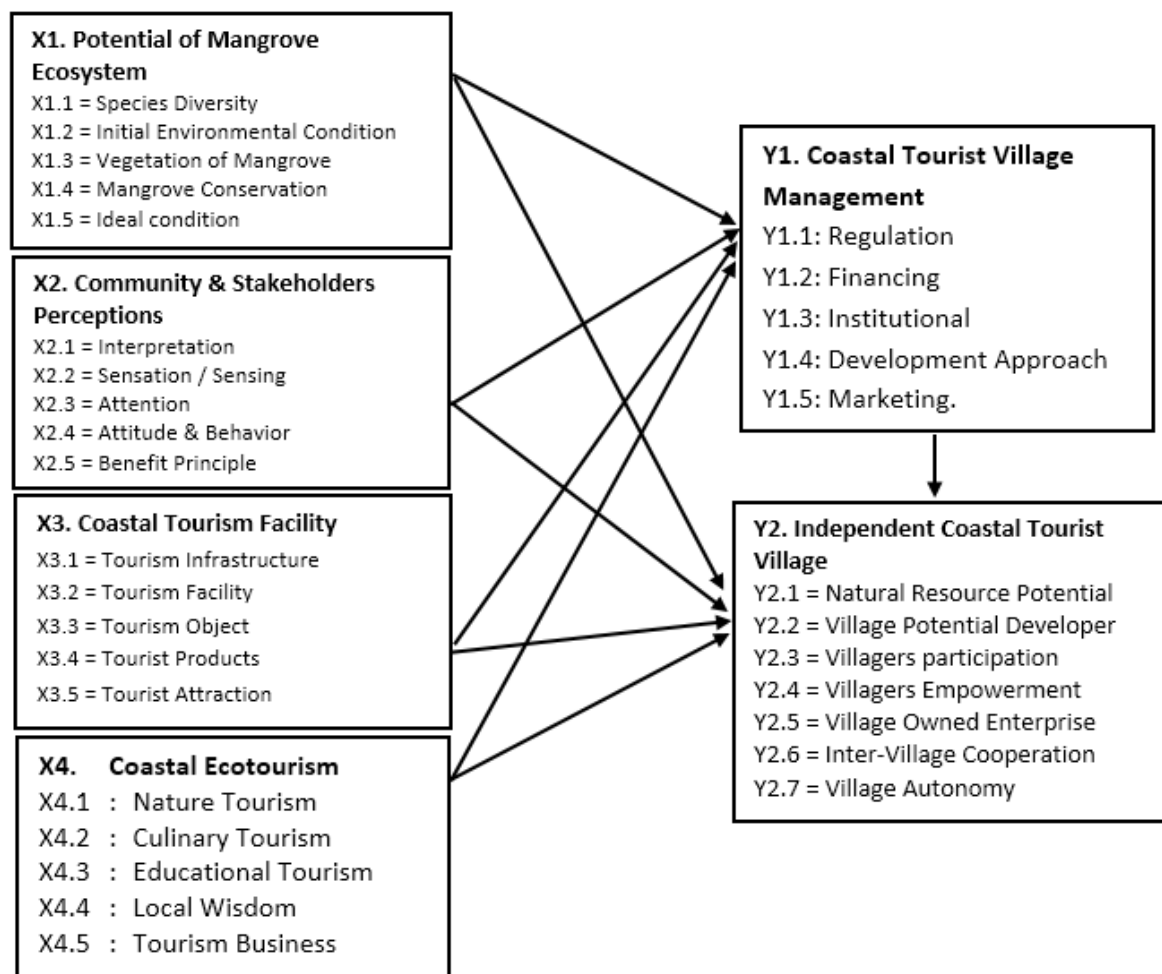 X1. Potential of Mangrove
Ecosystem
X1.1 = Species Diversity
X1.2 = Initial Environmental Condition
X1.3 = Vegetation of Mangrove
X1.4 = Mangrove Conservation
X1.5 = Ideal condition
X2. Community & Stakeholders
Perceptions
X2.1 = Interpretation
X2.2 = Sensation / Sensing
X2.3 = Attention
X2.4 = Attitude & Behavior
X2.5 = Benefit Principle
X3. Coastal Tourism Facility
X3.1 = Tourism Infrastructure
X3.2 = Tourism Facility
X3.3 = Tourism Object
X3.4 = Tourist Products
X3.5 = Tourist Attraction
X4. Coastal Ecotourism
X4.1 : Nature Tourism
X4.2 : Culinary Tourism
X4.3 : Educational Tourism
X4.4 : Local Wisdom
X4.5 : Tourism Business
Y1. Coastal Tourist Village
Management
Y1.1: Regulation
Y1.2: Financing
Y1.3: Institutional
Y1.4: Development Approach
Y1.5: Marketing.
Y2. Independent Coastal Tourist
Village
Y2.1 = Natural Resource Potential
Y2.2 = Village Potential Developer
Y2.3 = Villagers participation
Y2.4 = Villagers Empowerment
Y2.5 = Village Owned Enterprise
Y2.6 = Inter-Village Cooperation
Y2.7 = Village Autonomy